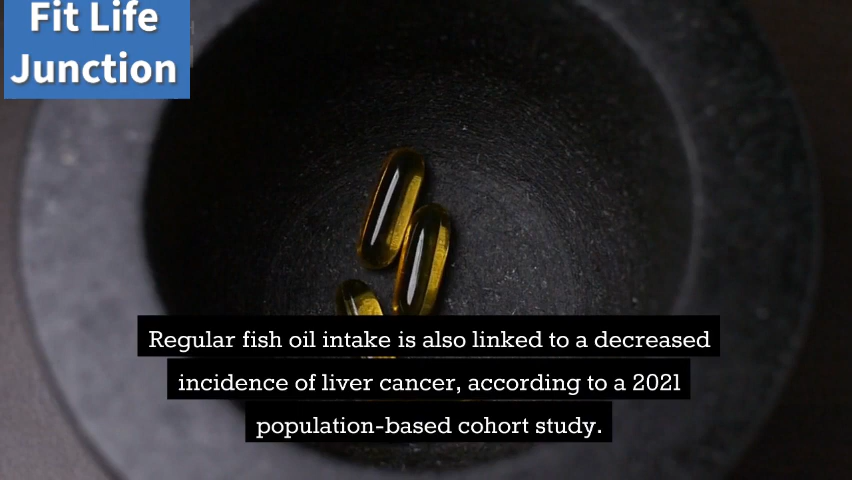 Fit Life
Junction
Regular fish oil intake is also linked to a decreased
incidence of liver cancer, according to a 2021
population-based cohort study.